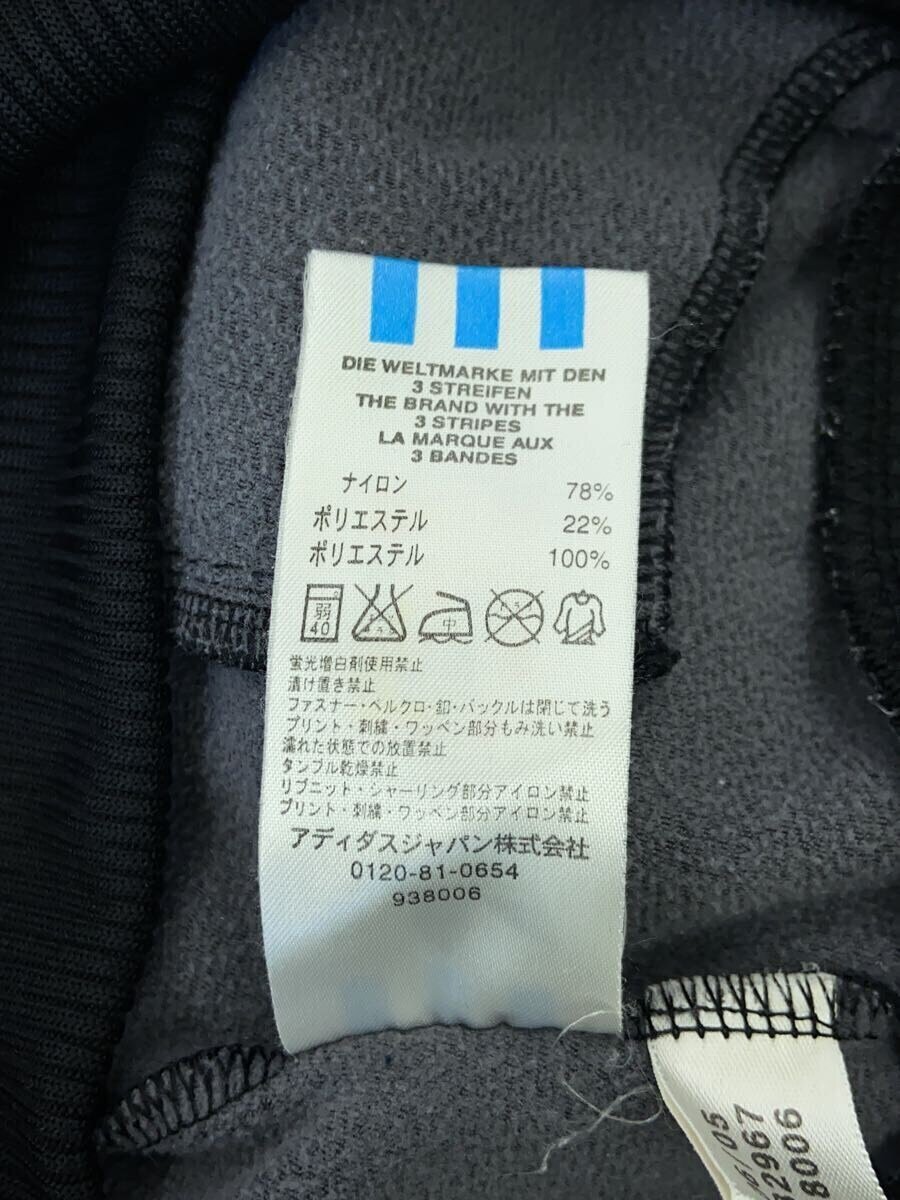 DIE WELTMARKE MIT DEN
3 STREIFEN
THE BRAND WITH THE
3 STRIPES
LA MARQUE AUX
3 BANDES
ナイロン 78%
ポリエステル 22%
ポリエステル 100%
弱
40
中
蛍光増白剤使用禁止
漬け置き禁止
ファスナー・ベルクロ・釦・バックルは閉じて洗う
プリント・刺繍・ワッペン部分もみ洗い禁止
濡れた状態での放置禁止
タンブル乾燥禁止
リブニット・シャーリング部分アイロン禁止
プリント・刺繍・ワッペン部分アイロン禁止
アディダスジャパン株式会社
0120-81-0654
938006
/05
2967
8006